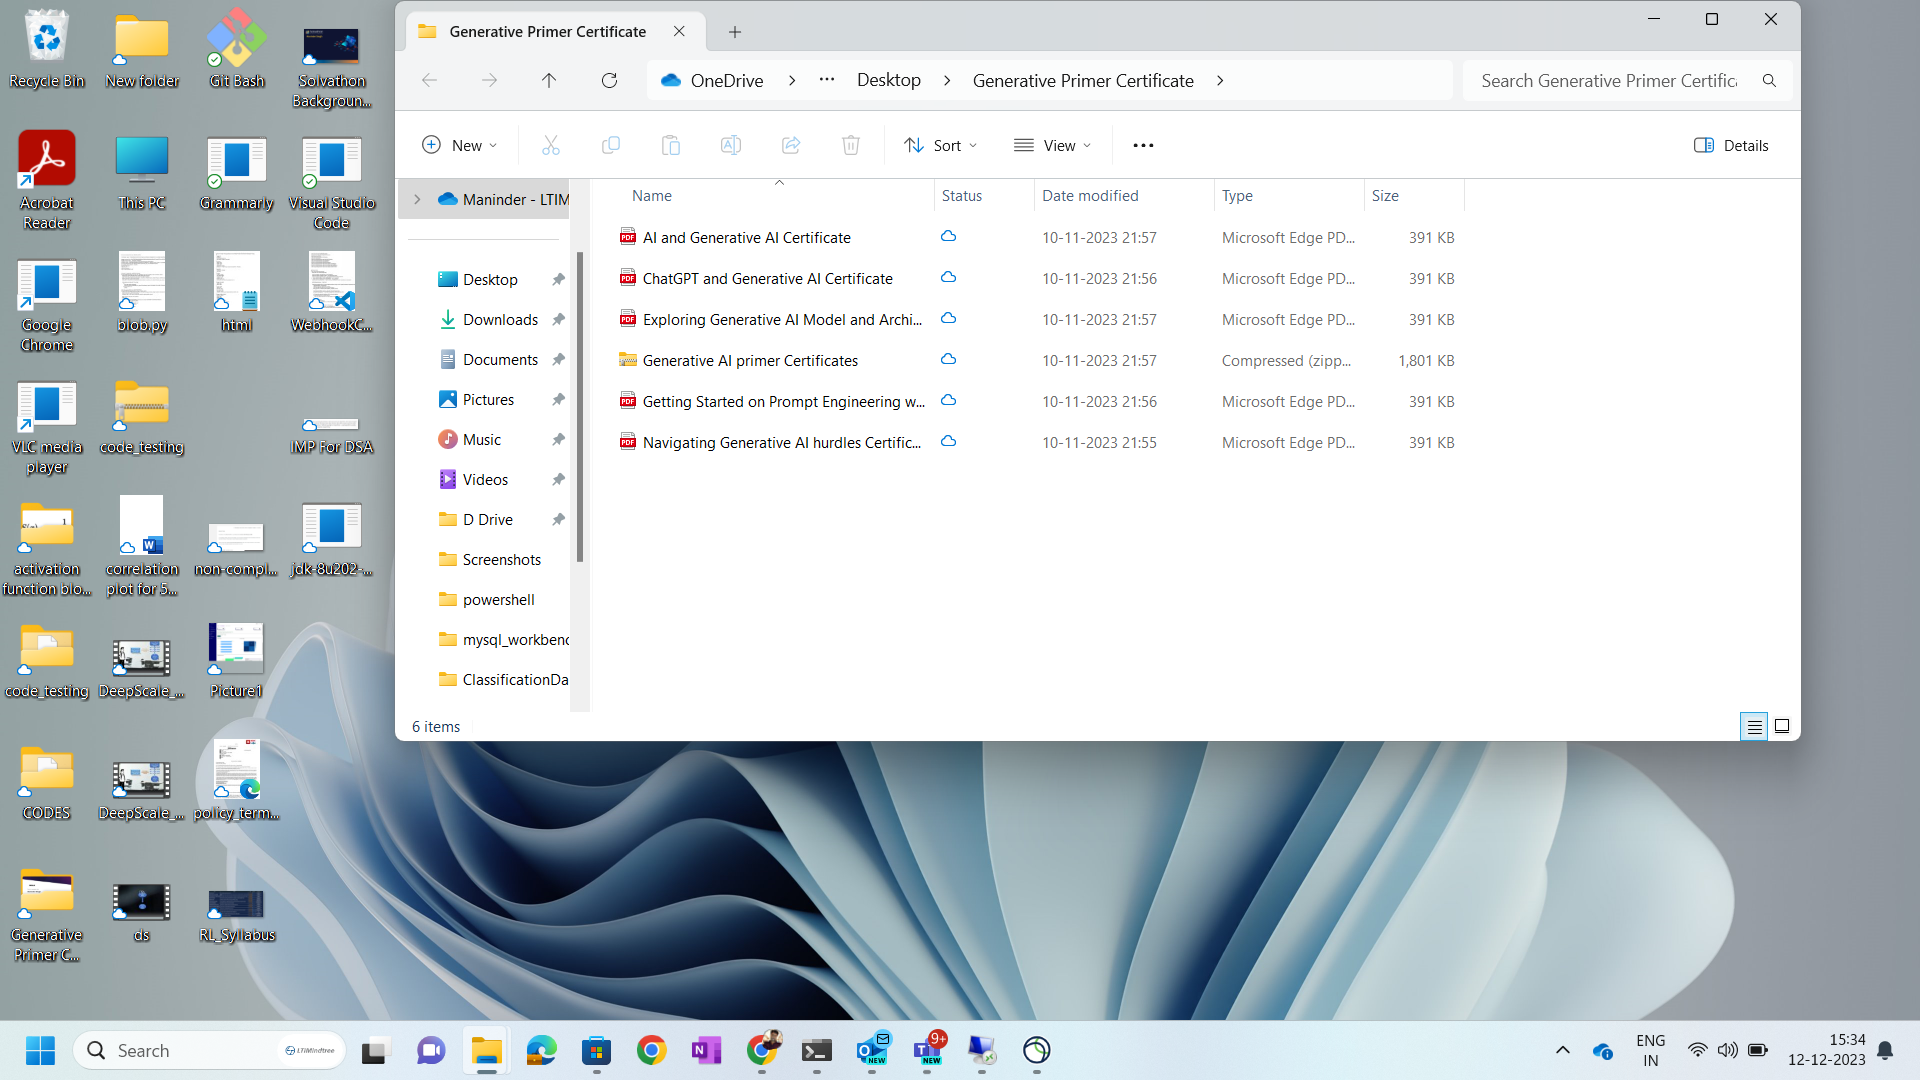 Recycle Bin
New folder
Git Bash
Solvathon
Backgroun...
Acrobat
Reader
This PC
Grammarly
Visual Studio
Code
Google
Chrome
blob.py
html
WebhookC...
VLC media
player
code_testing
IMP For DSA
activation
function blo...
correlation
plot for 5...
non-compl...
jdk-8u202-...
code_testing
DeepScale_...
Picture1
CODES
DeepScale_...
policy_term...
Generative
Primer C...
ds
RL_Syllabus
Generative Primer Certificate
OneDrive
Desktop
Generative Primer Certificate
Search Generative Primer Certific
New
Sort
View
Details
Maninder - LTIM
Desktop
Downloads
Documents
Pictures
Music
Videos
D Drive
Screenshots
powershell
mysql_workbenc
ClassificationDa
Name Status Date modified Type Size
AI and Generative AI Certificate 10-11-2023 21:57 Microsoft Edge PD... 391 KB
ChatGPT and Generative AI Certificate 10-11-2023 21:56 Microsoft Edge PD... 391 KB
Exploring Generative AI Model and Archi... 10-11-2023 21:57 Microsoft Edge PD... 391 KB
Generative AI primer Certificates 10-11-2023 21:57 Compressed (zipp... 1,801 KB
Getting Started on Prompt Engineering w... 10-11-2023 21:56 Microsoft Edge PD... 391 KB
Navigating Generative AI hurdles Certific... 10-11-2023 21:55 Microsoft Edge PD... 391 KB
6 items
Search
LTIMindtree
NEW
9+
NEW
ENG
IN
15:34
12-12-2023